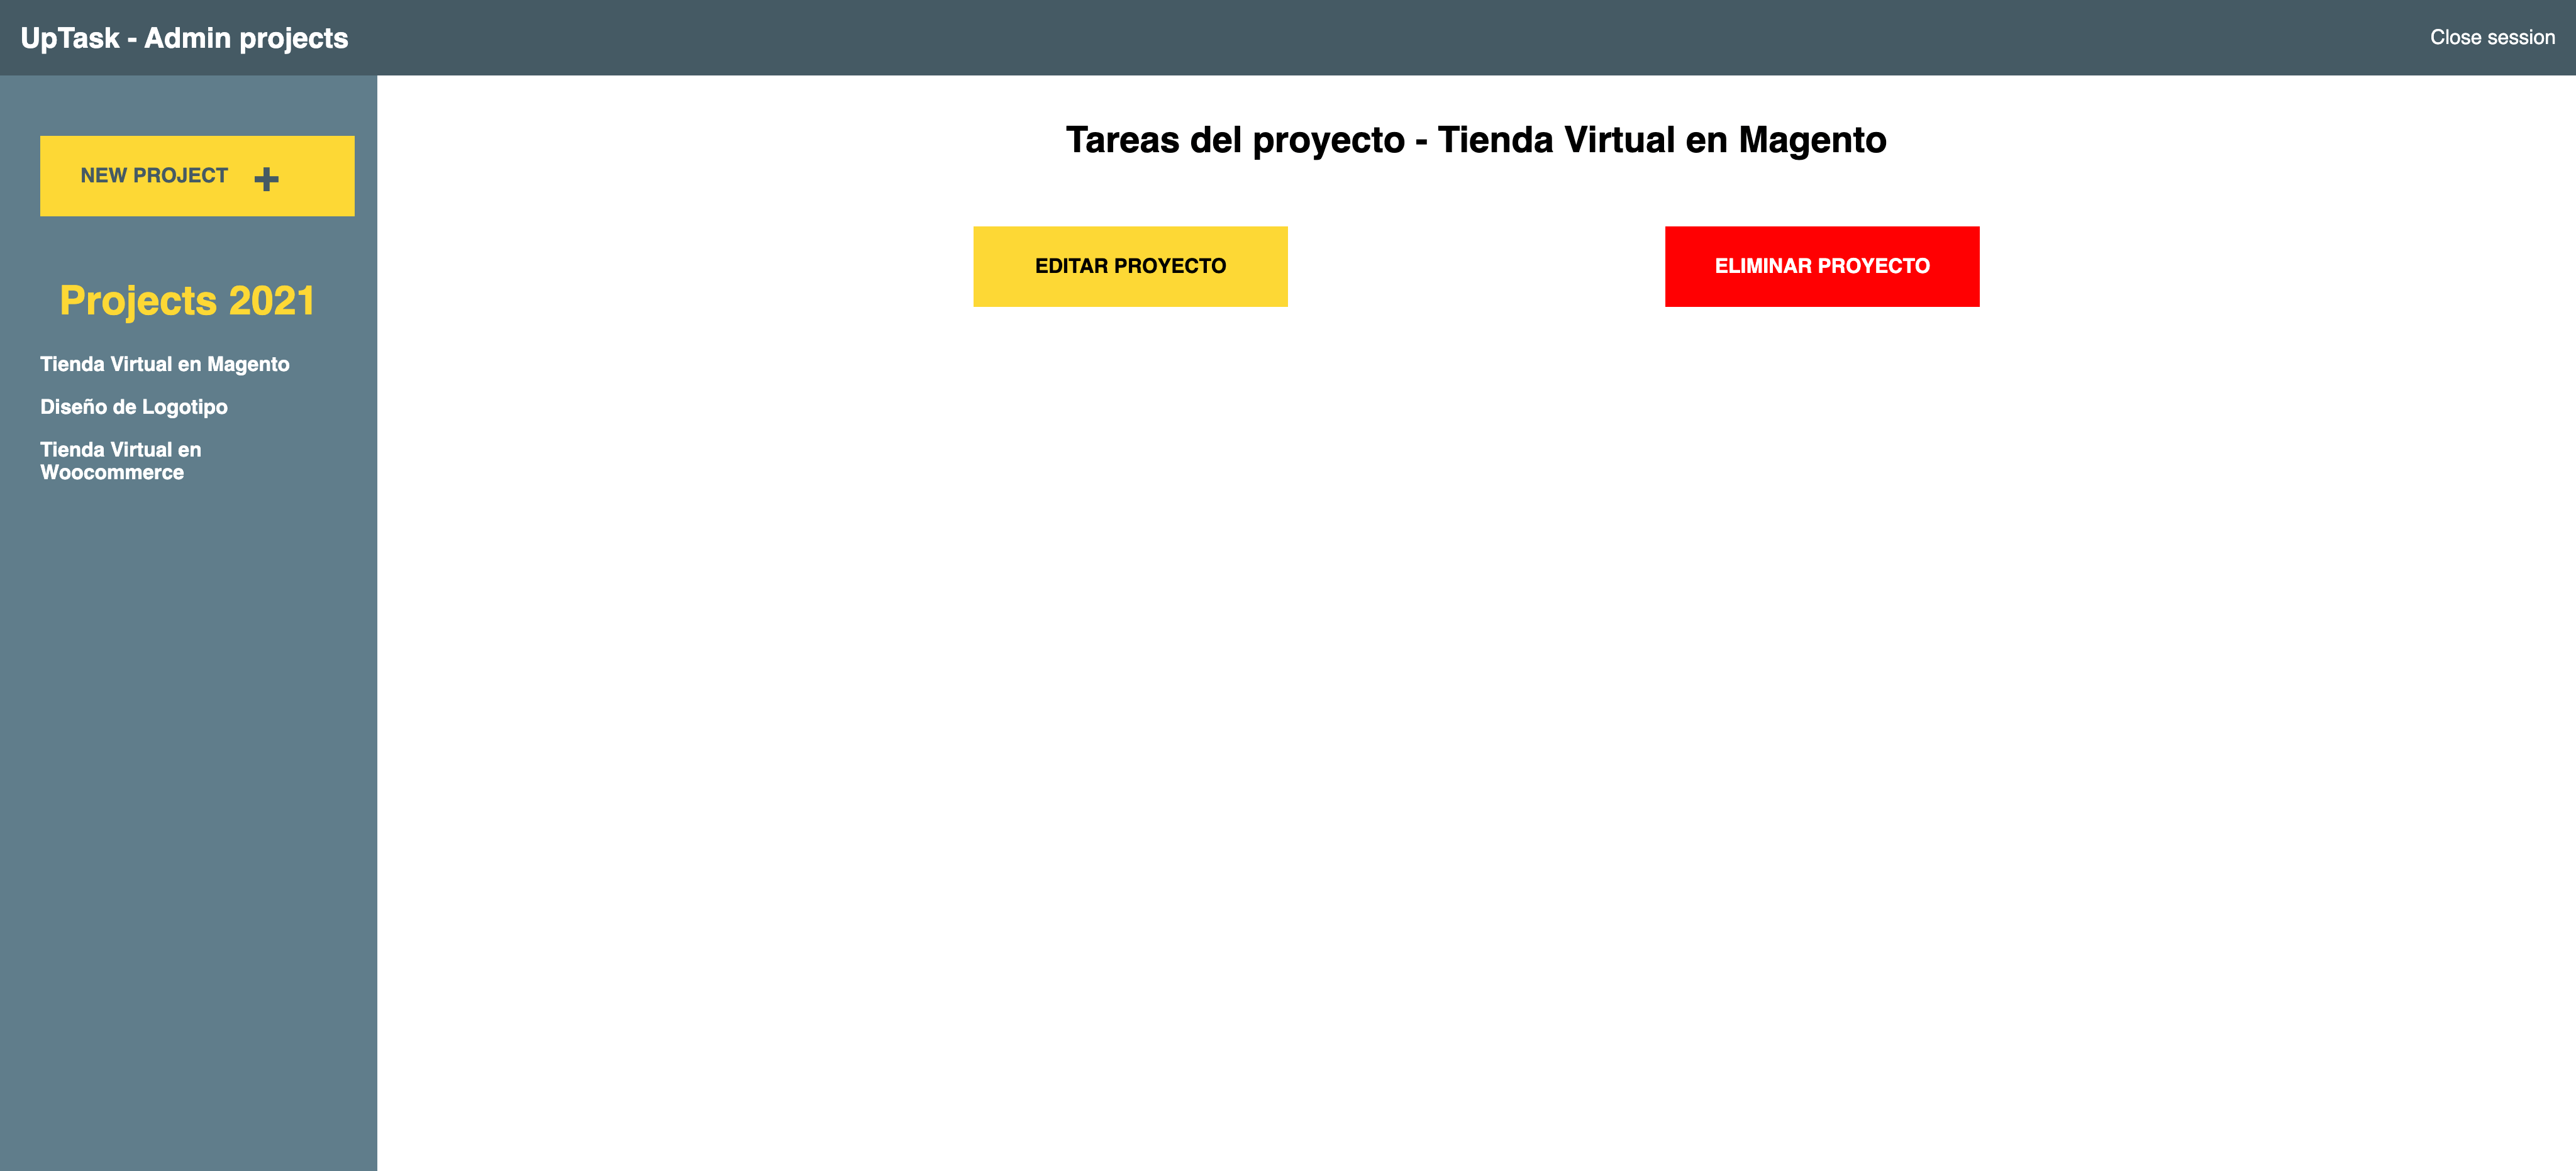 UpTask - Admin projects
Close session
NEW PROJECT +
Projects 2021
Tienda Virtual en Magento
Diseño de Logotipo
Tienda Virtual en
Woocommerce
Tareas del proyecto - Tienda Virtual en Magento
EDITAR PROYECTO
ELIMINAR PROYECTO